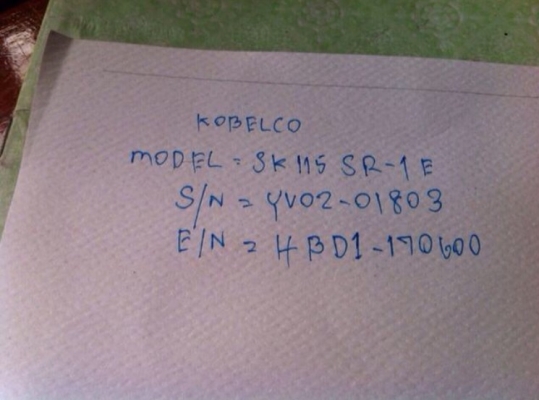 KOBELCO
MODEL = SK115 SR-1E
S/N = YV02-01803
E/N = 4BD1-170600